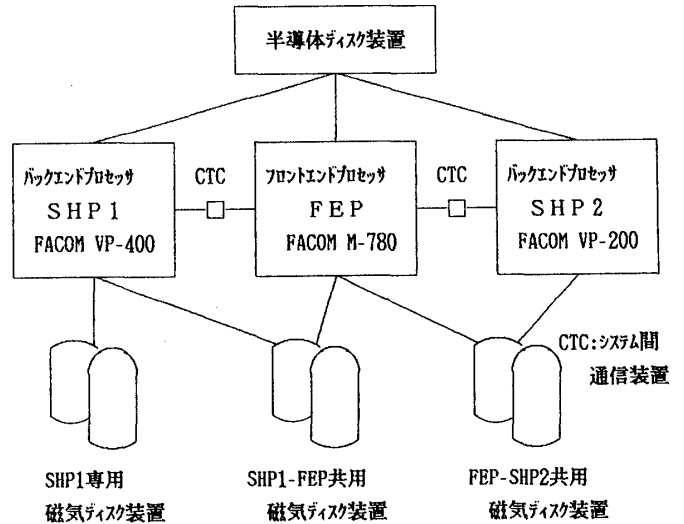 半導体ディスク装置
バックエンドプロセッサ
SHP1
FACOM VP-400
CTC
フロントエンドプロセッサ
FEP
FACOM M-780
CTC
バックエンドプロセッサ
SHP2
FACOM VP-200
CTC:システム間
通信装置
SHP1専用
磁気ディスク装置
SHP1-FEP共用
磁気ディスク装置
FEP-SHP2共用
磁気ディスク装置